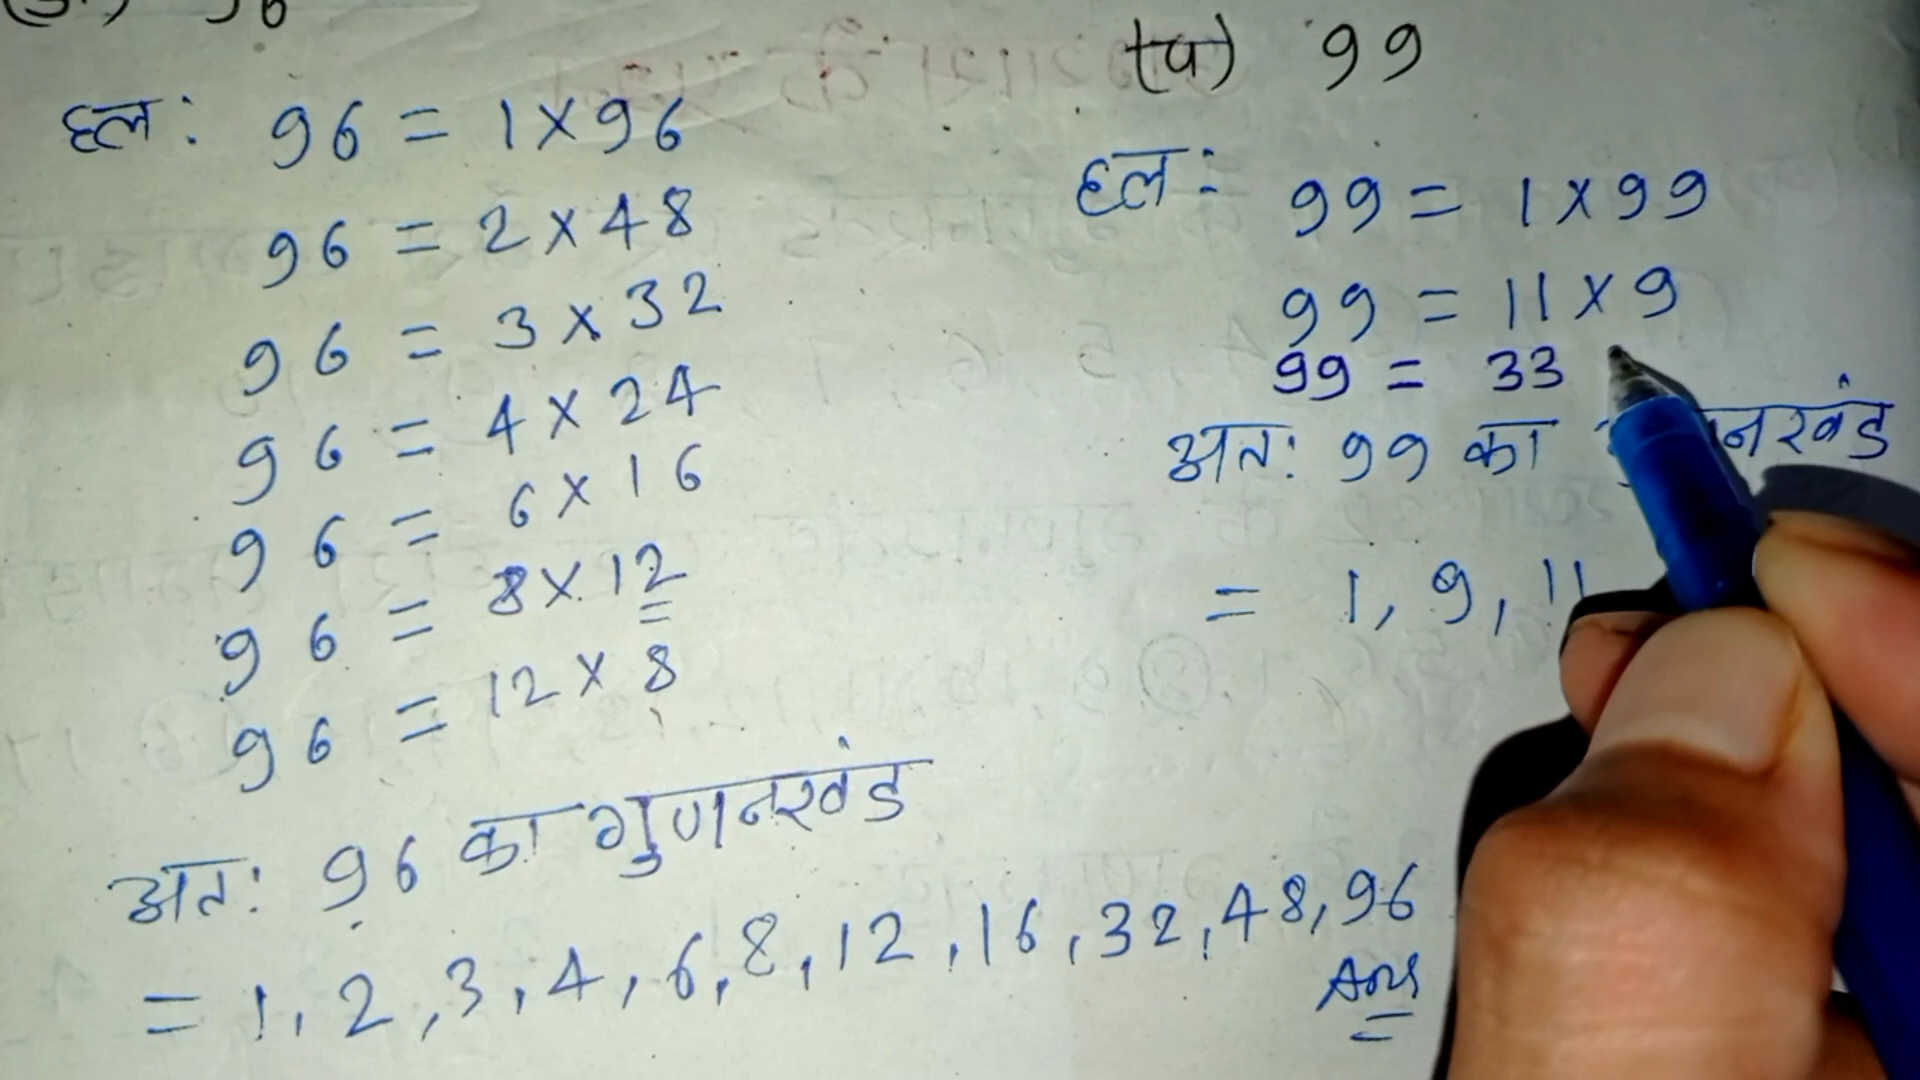 96
हल: 96 = 1 × 96
96 = 2 × 48
96 = 3 × 32
96 = 4 × 24
96 = 6 × 16
96 = 8 × 12
96 = 12 × 8
अत: 96 का गुणनखंड
= 1, 2, 3, 4, 6, 8, 12, 16, 32, 48, 96
Ans
(प) 99
हल: 99 = 1 × 99
99 = 11 × 9
99 = 33
अत: 99 का
= 1, 9, 11